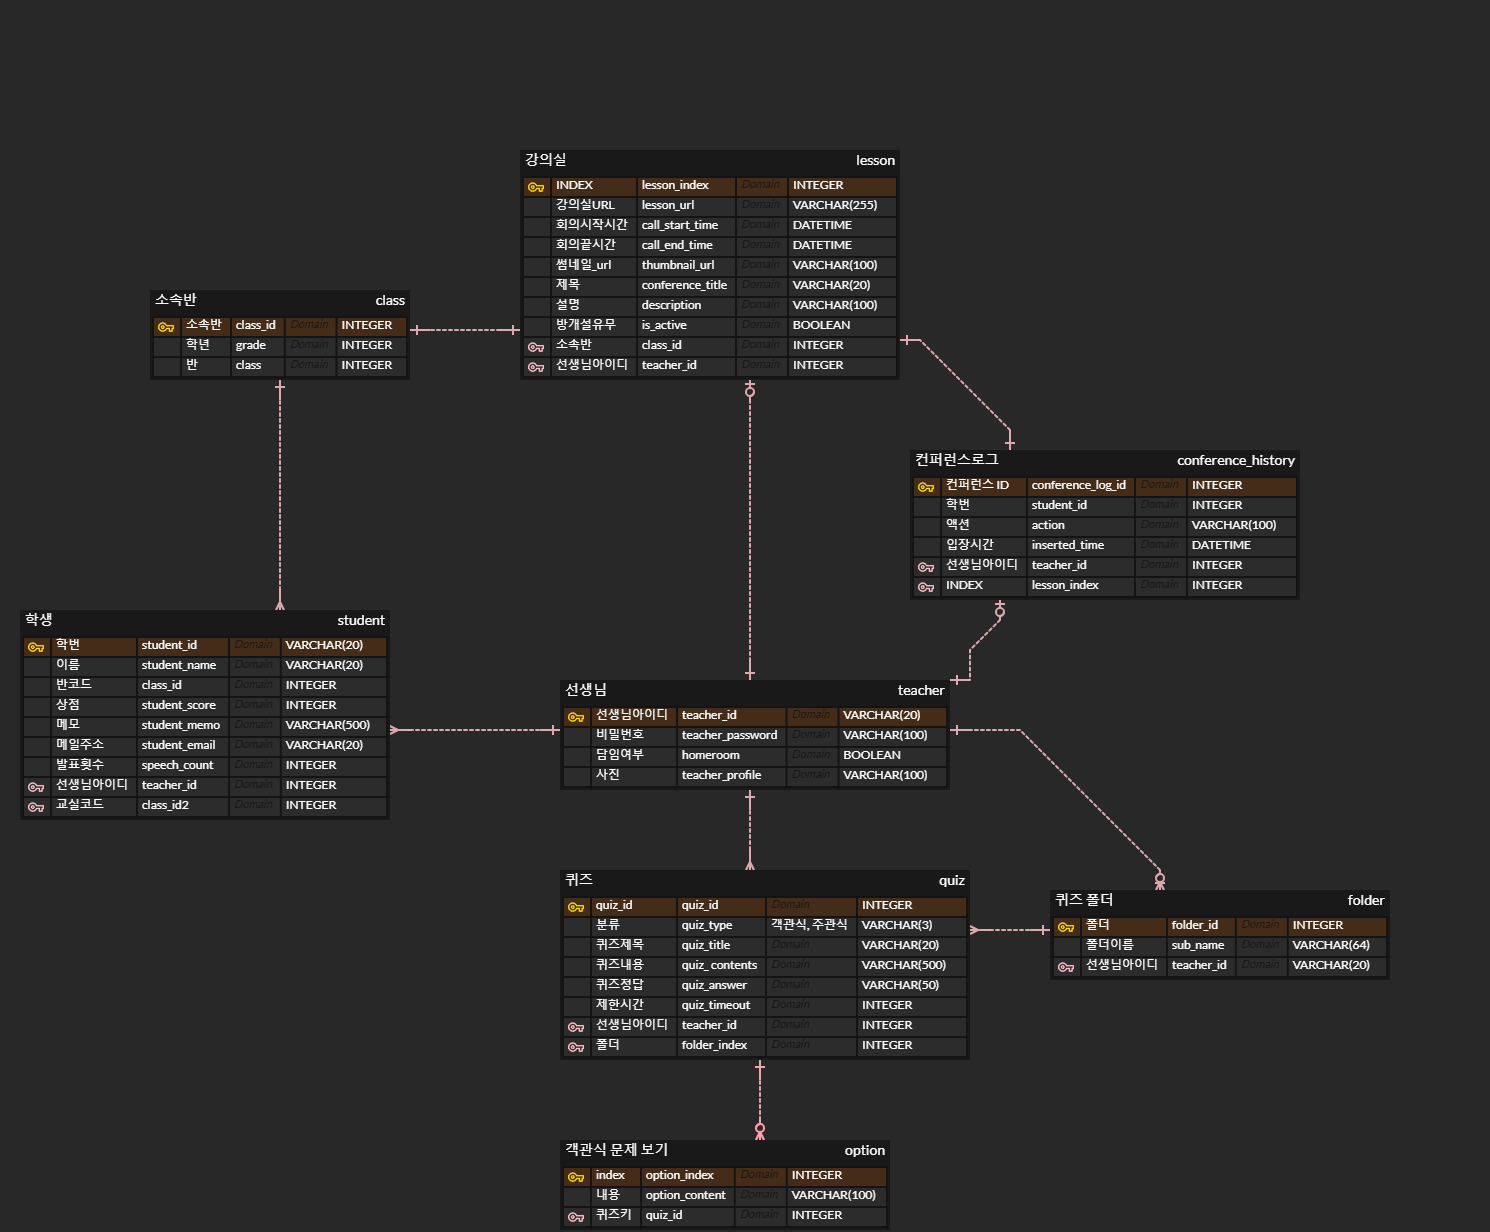 강의실 lesson
INDEX lesson_index Domain INTEGER
강의실URL lesson_url Domain VARCHAR(255)
회의시작시간 call_start_time Domain DATETIME
회의끝시간 call_end_time Domain DATETIME
썸네일_url thumbnail_url Domain VARCHAR(100)
제목 conference_title Domain VARCHAR(20)
설명 description Domain VARCHAR(100)
방개설유무 is_active Domain BOOLEAN
소속반 class_id Domain INTEGER
선생님아이디 teacher_id Domain INTEGER
소속반 class
소속반 class_id Domain INTEGER
학년 grade Domain INTEGER
반 class Domain INTEGER
컨퍼런스로그 conference_history
컨퍼런스 ID conference_log_id Domain INTEGER
학번 student_id Domain INTEGER
액션 action Domain VARCHAR(100)
입장시간 inserted_time Domain DATETIME
선생님아이디 teacher_id Domain INTEGER
INDEX lesson_index Domain INTEGER
학생 student
학번 student_id Domain VARCHAR(20)
이름 student_name Domain VARCHAR(20)
반코드 class_id Domain INTEGER
상점 student_score Domain INTEGER
메모 student_memo Domain VARCHAR(500)
메일주소 student_email Domain VARCHAR(20)
발표횟수 speech_count Domain INTEGER
선생님아이디 teacher_id Domain INTEGER
교실코드 class_id2 Domain INTEGER
선생님 teacher
선생님아이디 teacher_id Domain VARCHAR(20)
비밀번호 teacher_password Domain VARCHAR(100)
담임여부 homeroom Domain BOOLEAN
사진 teacher_profile Domain VARCHAR(100)
퀴즈 quiz
quiz_id quiz_id Domain INTEGER
분류 quiz_type 객관식, 주관식 VARCHAR(3)
퀴즈제목 quiz_title Domain VARCHAR(20)
퀴즈내용 quiz_contents Domain VARCHAR(500)
퀴즈정답 quiz_answer Domain VARCHAR(50)
제한시간 quiz_timeout Domain INTEGER
선생님아이디 teacher_id Domain INTEGER
폴더 folder_index Domain INTEGER
퀴즈 폴더 folder
폴더 folder_id Domain INTEGER
폴더이름 sub_name Domain VARCHAR(64)
선생님아이디 teacher_id Domain VARCHAR(20)
객관식 문제 보기 option
index option_index Domain INTEGER
내용 option_content Domain VARCHAR(100)
퀴즈키 quiz_id Domain INTEGER